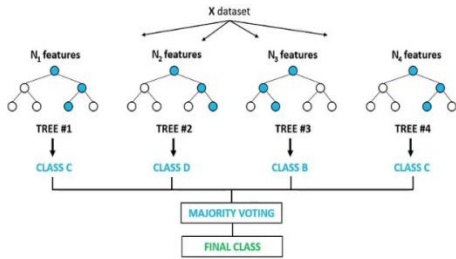 X dataset
N₁ features N₂ features N₃ features N₄ features
TREE #1 TREE #2 TREE #3 TREE #4
CLASS C CLASS D CLASS B CLASS C
MAJORITY VOTING
FINAL CLASS